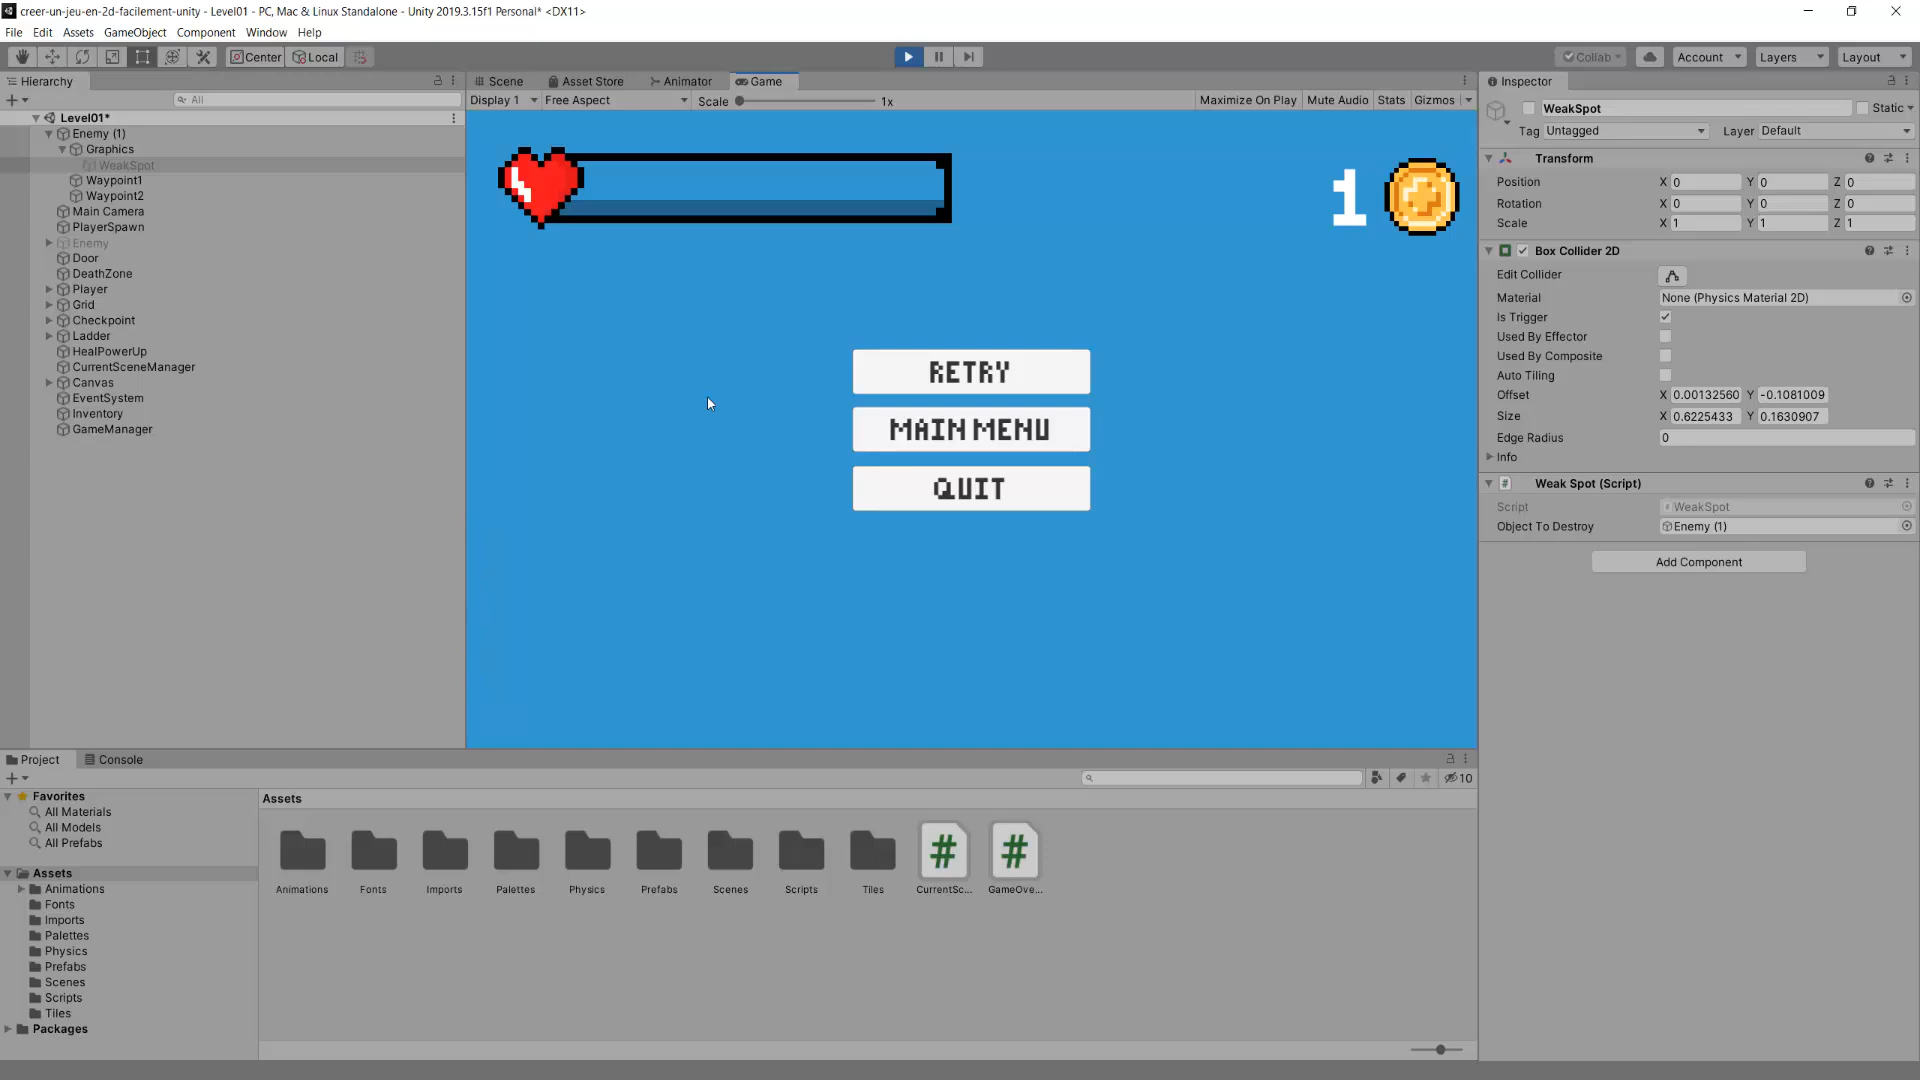 creer-un-jeu-en-2d-facilement-unity - Level01 - PC, Mac & Linux Standalone - Unity 2019.3.15f1 Personal* <DX11>
File Edit Assets GameObject Component Window Help
Center Local Collab Account Layers Layout
Hierarchy
All
Level01*
Enemy (1)
Graphics
WeakSpot
Waypoint1
Waypoint2
Main Camera
PlayerSpawn
Enemy
Door
DeathZone
Player
Grid
Checkpoint
Ladder
HealPowerUp
CurrentSceneManager
Canvas
EventSystem
Inventory
GameManager
Scene Asset Store Animator Game
Display 1 Free Aspect Scale 1x Maximize On Play Mute Audio Stats Gizmos
1
RETRY
MAIN MENU
QUIT
Inspector
WeakSpot Static
Tag Untagged Layer Default
Transform
Position X 0 Y 0 Z 0
Rotation X 0 Y 0 Z 0
Scale X 1 Y 1 Z 1
Box Collider 2D
Edit Collider
Material None (Physics Material 2D)
Is Trigger
Used By Effector
Used By Composite
Auto Tiling
Offset X 0.00132560 Y -0.1081009
Size X 0.6225433 Y 0.1630907
Edge Radius 0
Info
Weak Spot (Script)
Script WeakSpot
Object To Destroy Enemy (1)
Add Component
Project Console
10
Favorites
All Materials
All Models
All Prefabs
Assets
Animations
Fonts
Imports
Palettes
Physics
Prefabs
Scenes
Scripts
Tiles
Packages
Assets
Animations Fonts Imports Palettes Physics Prefabs Scenes Scripts Tiles CurrentSc... GameOve...